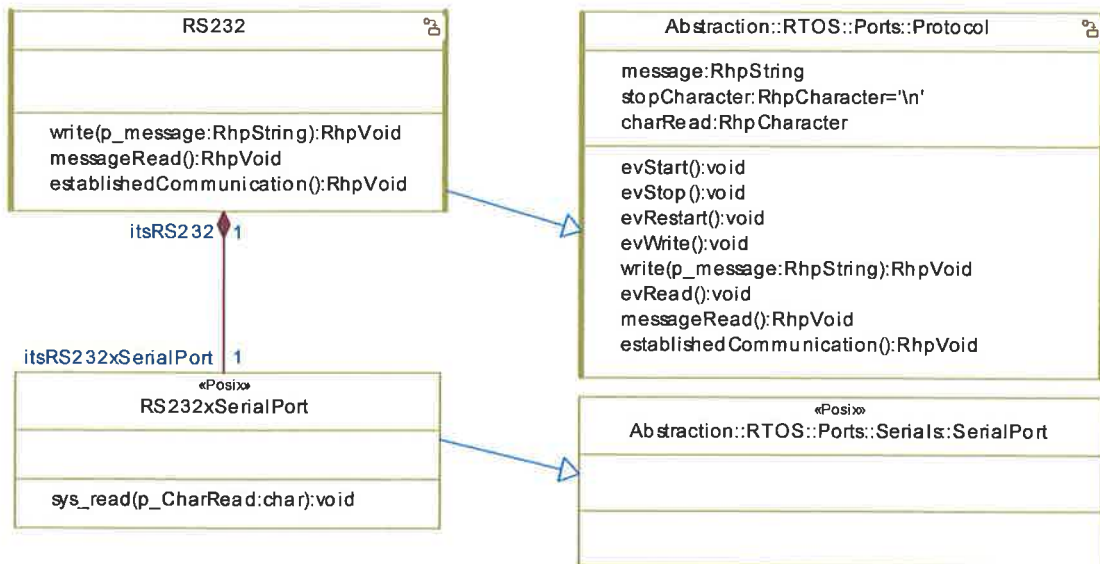 RS232
write(p_message:RhpString):RhpVoid
messageRead():RhpVoid
establishedCommunication():RhpVoid
itsRS232 1
itsRS232xSerialPort 1
«Posix»
RS232xSerialPort
sys_read(p_CharRead:char):void
Abstraction::RTOS::Ports::Protocol
message:RhpString
stopCharacter:RhpCharacter='\n'
charRead:RhpCharacter
evStart():void
evStop():void
evRestart():void
evWrite():void
write(p_message:RhpString):RhpVoid
evRead():void
messageRead():RhpVoid
establishedCommunication():RhpVoid
«Posix»
Abstraction::RTOS::Ports::Serials::SerialPort